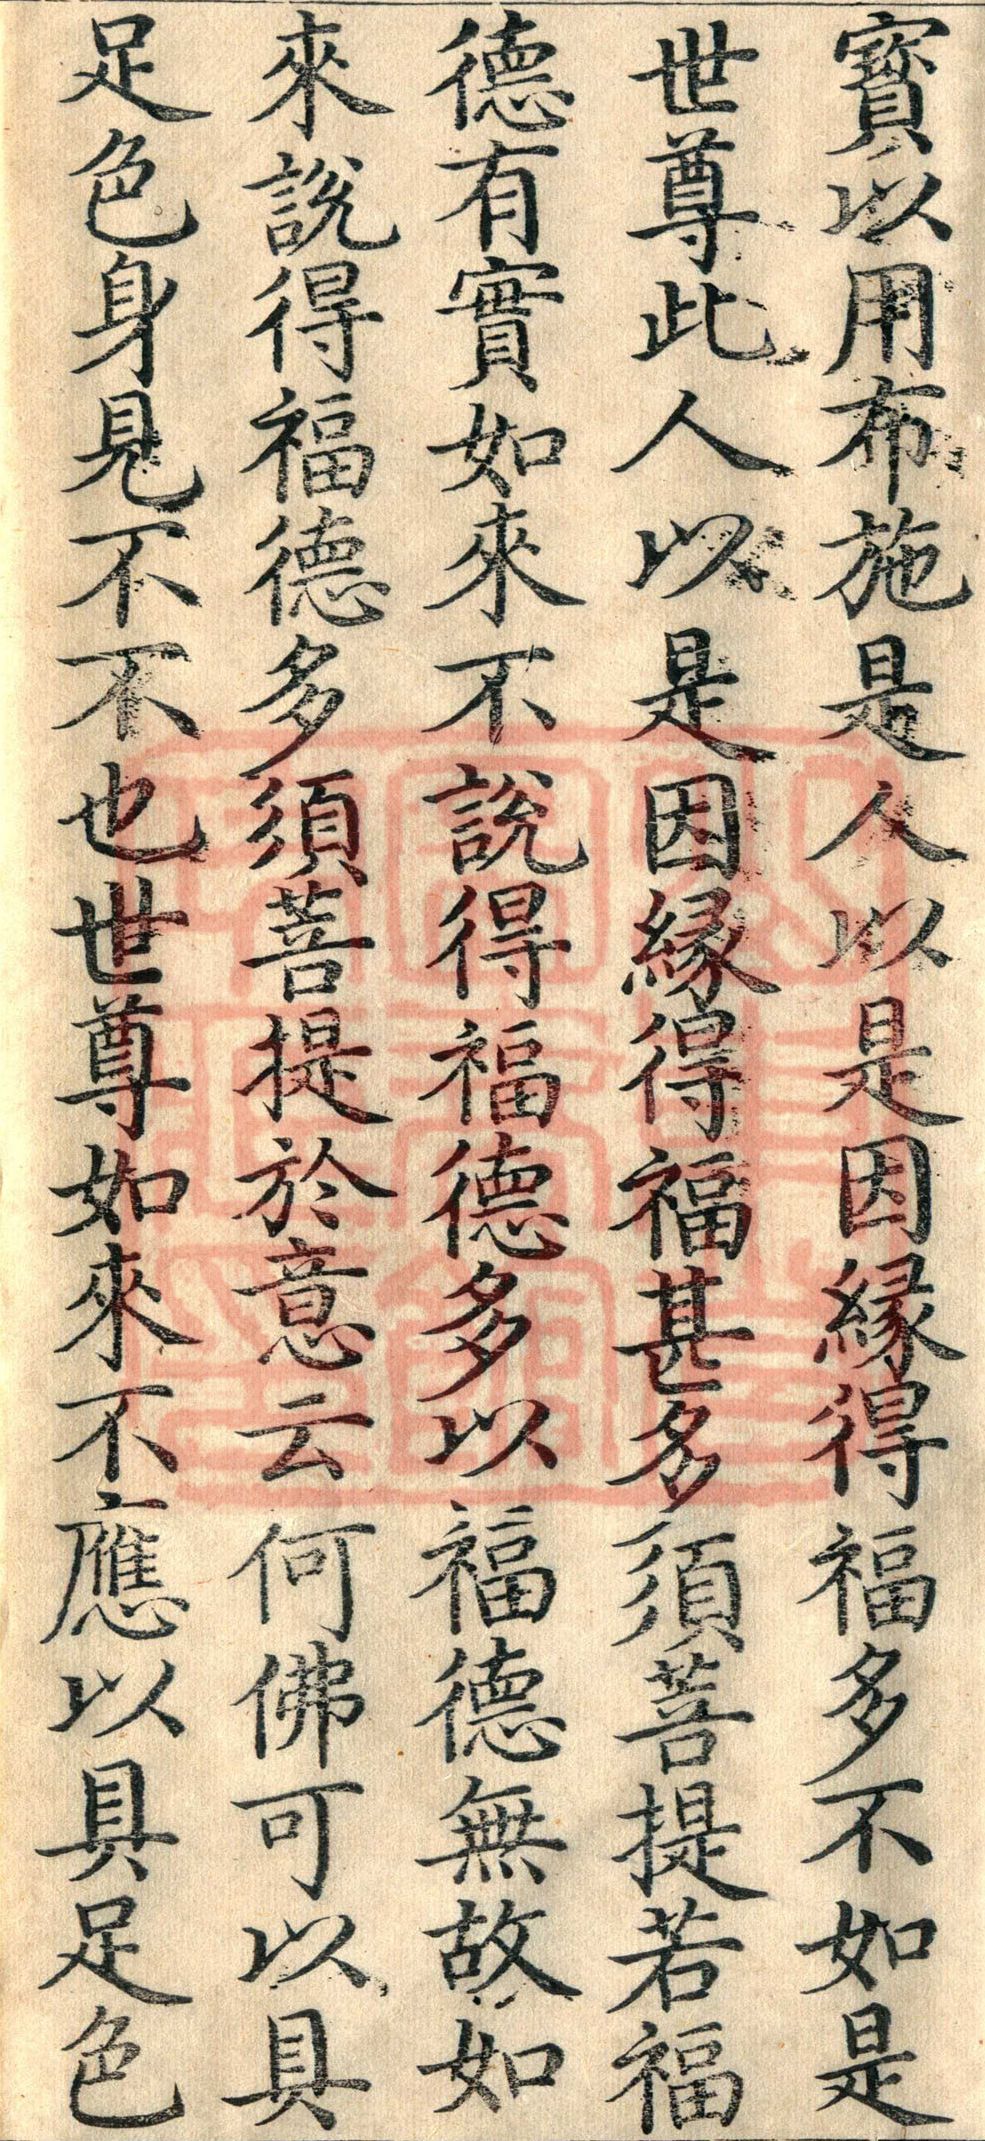 寳以用布施是人以是因縁得福多不如是
世尊此人以是因縁得福甚多須菩提若福
德有實如來不說得福德多以福德無故如
來說得福德多須菩提於意云何佛可以具
足色身見不不也世尊如來不應以具足色